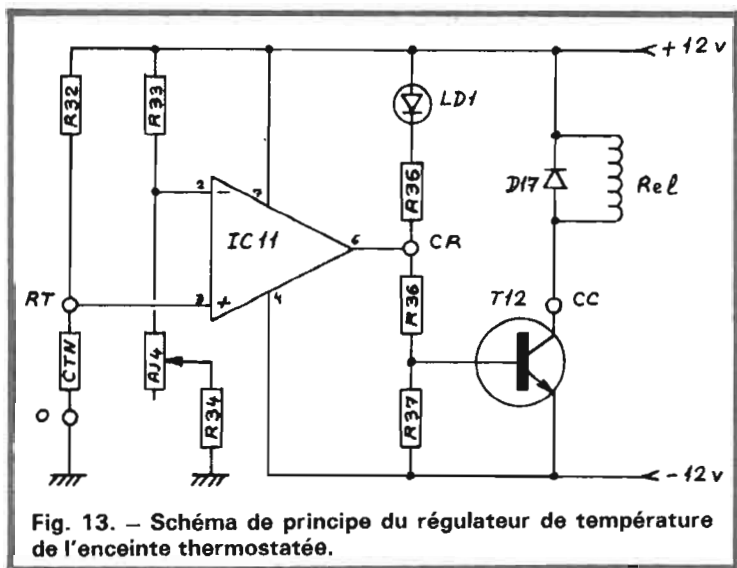 +12 v
R32
R33
LD1
2
7
−
R36
D17
Rel
IC11
6
CR
RT
3
+
4
R36
T12
CC
CTN
AJ4
O
R34
R37
-12 v
Fig. 13. – Schéma de principe du régulateur de température
de l'enceinte thermostatée.